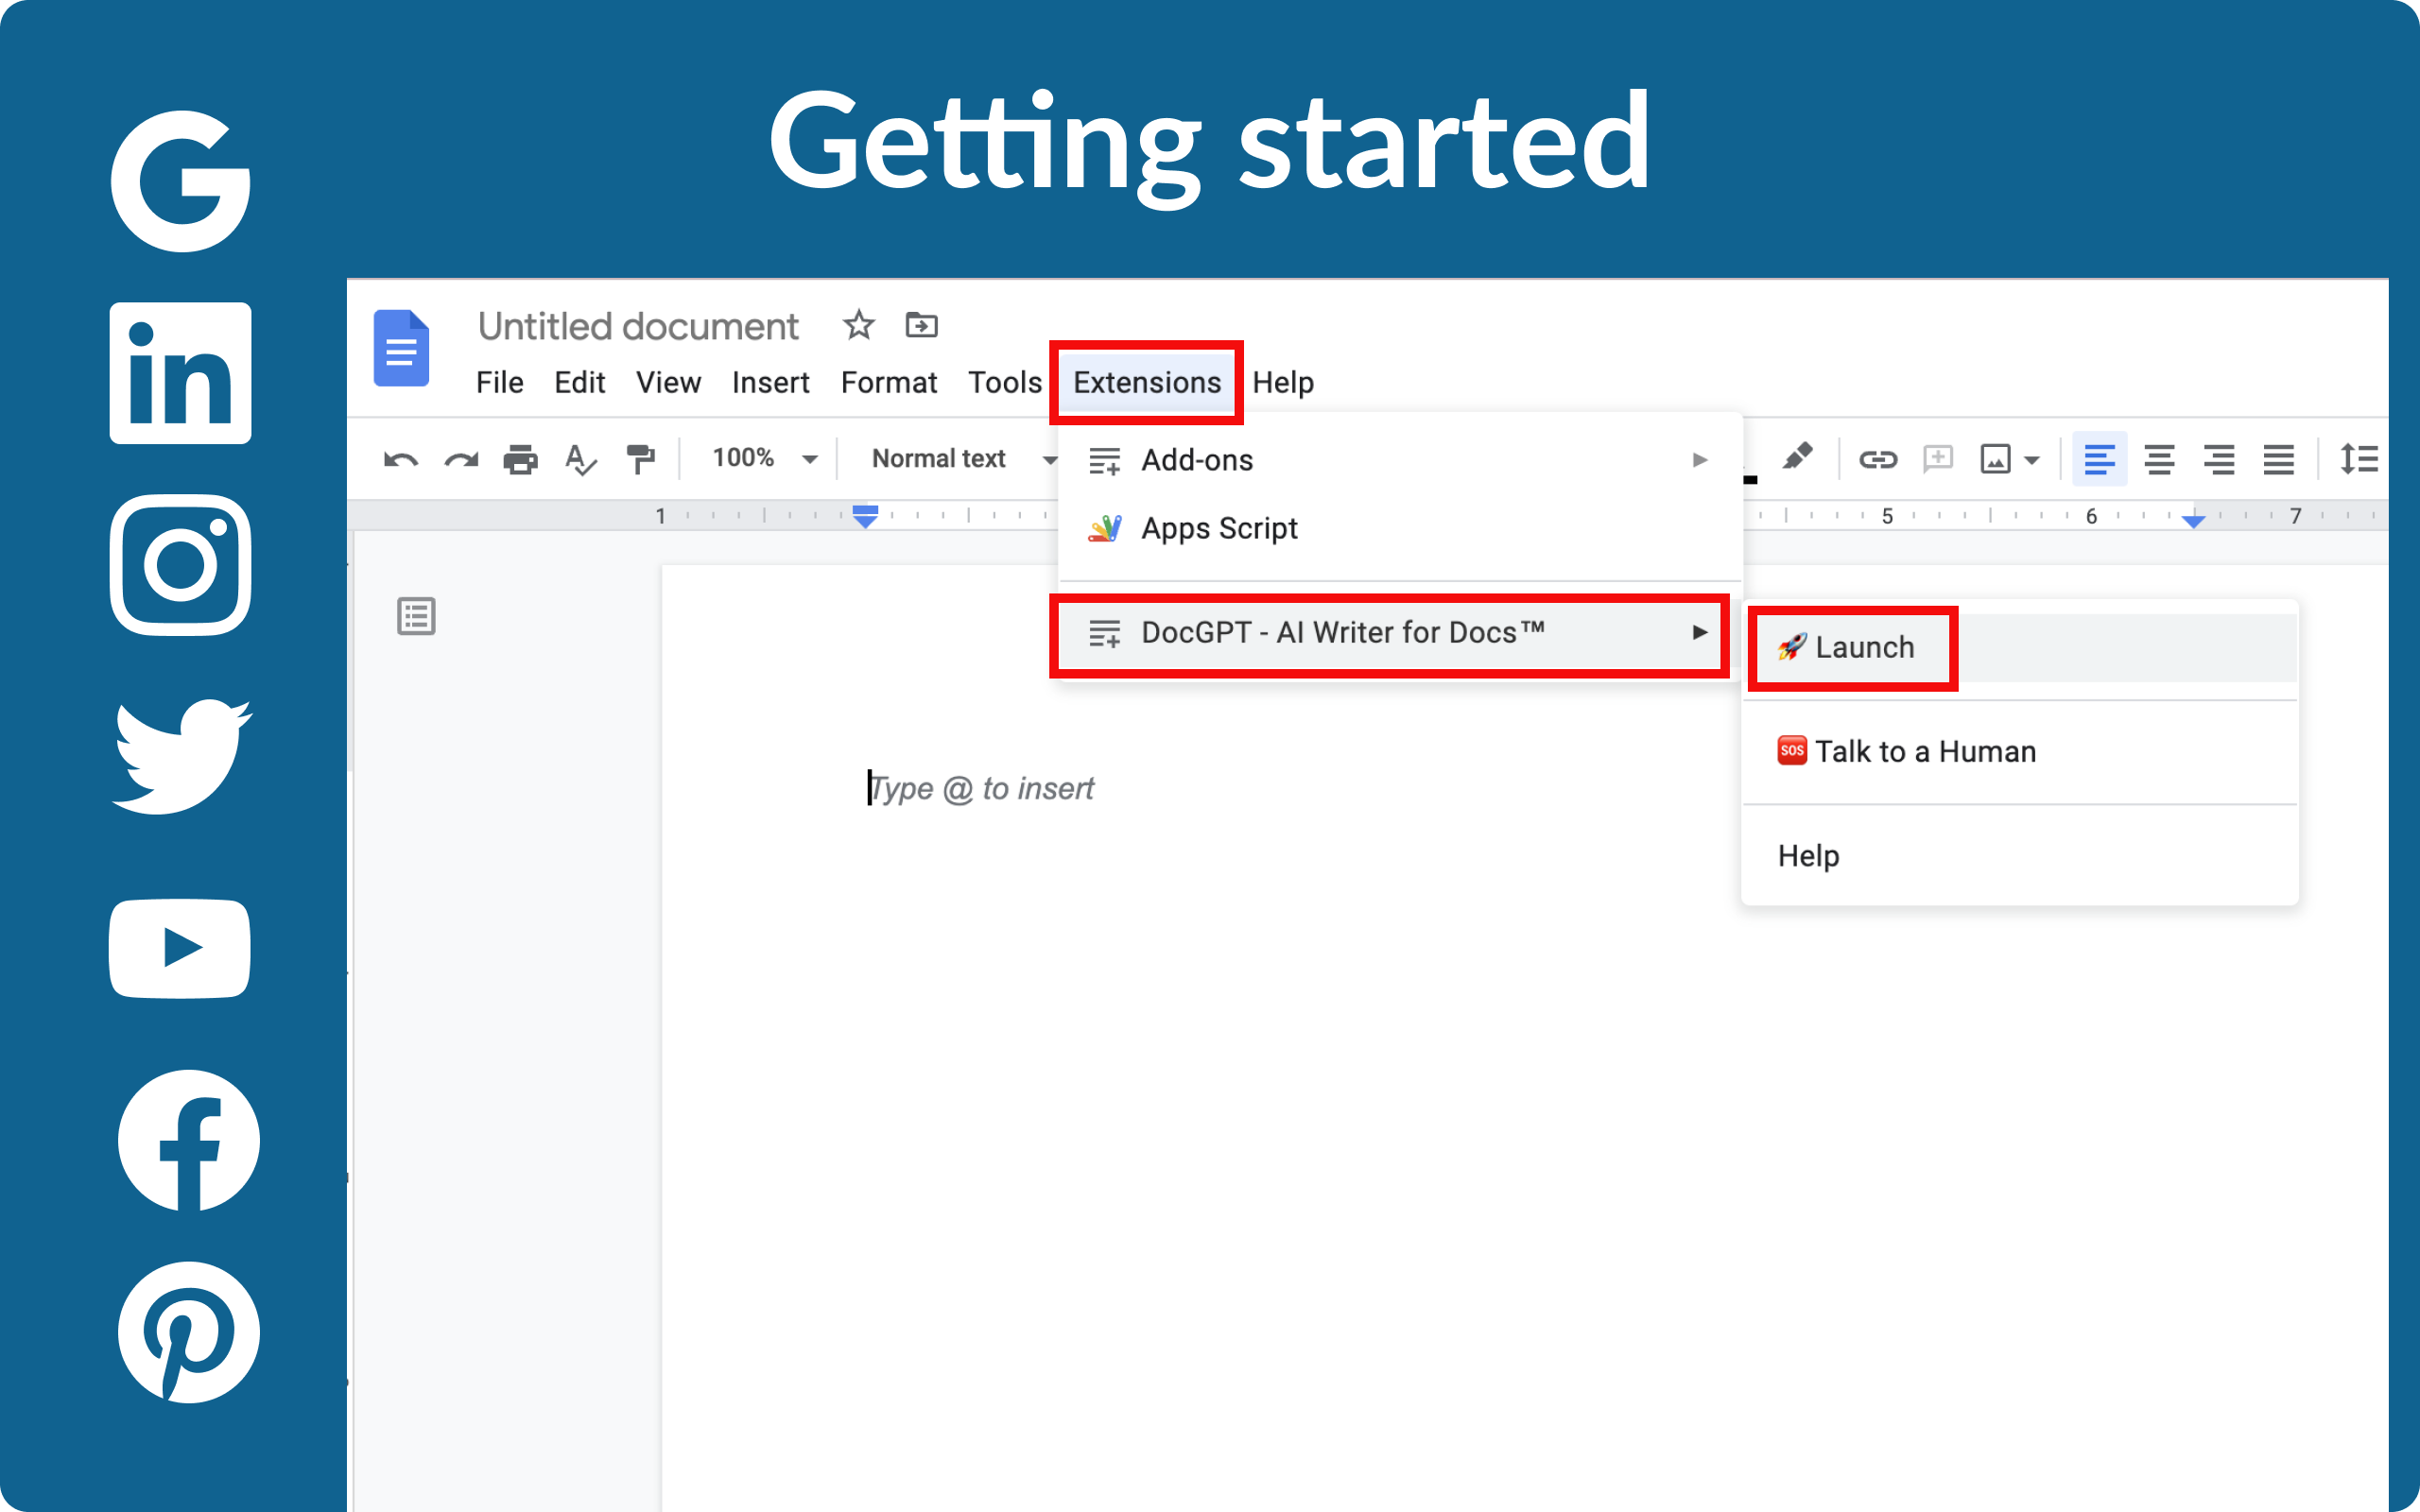 Getting started
Untitled document
File Edit View Insert Format Tools Extensions Help
100% Normal text
Add-ons
Apps Script
DocGPT - AI Writer for Docs™
1 5 6 7
🚀 Launch
SOS Talk to a Human
Help
Type @ to insert
in